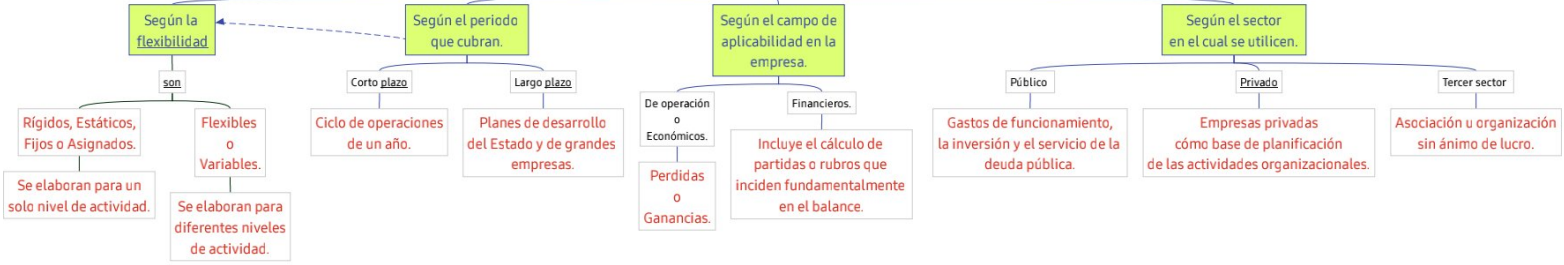 Según la
flexibilidad
son
Rígidos, Estáticos,
Fijos o Asignados.
Se elaboran para un
solo nivel de actividad.
Flexibles
o
Variables.
Se elaboran para
diferentes niveles
de actividad.
Según el periodo
que cubran.
Corto plazo
Ciclo de operaciones
de un año.
Largo plazo
Planes de desarrollo
del Estado y de grandes
empresas.
Según el campo de
aplicabilidad en la
empresa.
De operación
o
Económicos.
Perdidas
o
Ganancias.
Financieros.
Incluye el cálculo de
partidas o rubros que
inciden fundamentalmente
en el balance.
Según el sector
en el cual se utilicen.
Público
Gastos de funcionamiento,
la inversión y el servicio de la
deuda pública.
Privado
Empresas privadas
cómo base de planificación
de las actividades organizacionales.
Tercer sector
Asociación u organización
sin ánimo de lucro.